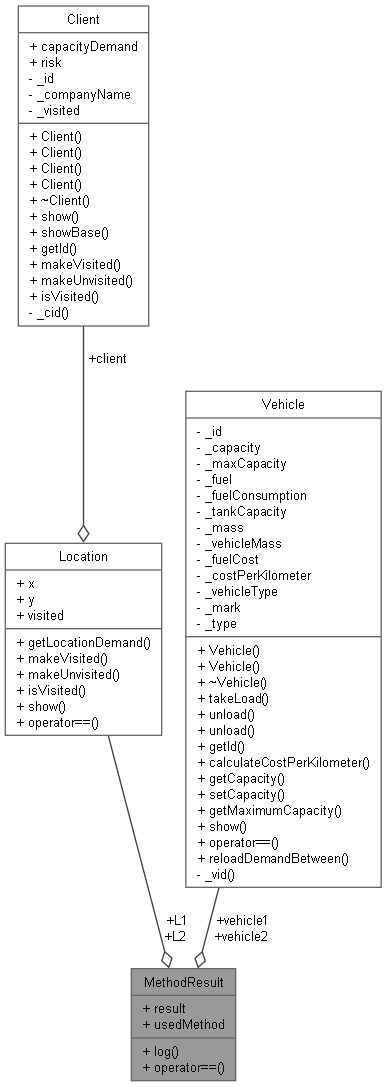 Client
+ capacityDemand
+ risk
- _id
- _companyName
- _visited
+ Client()
+ Client()
+ Client()
+ Client()
+ ~Client()
+ show()
+ showBase()
+ getId()
+ makeVisited()
+ makeUnvisited()
+ isVisited()
- _cid()
+client
Vehicle
- _id
- _capacity
- _maxCapacity
- _fuel
- _fuelConsumption
- _tankCapacity
- _mass
- _vehicleMass
- _fuelCost
- _costPerKilometer
- _vehicleType
- _mark
- _type
+ Vehicle()
+ Vehicle()
+ ~Vehicle()
+ takeLoad()
+ unload()
+ unload()
+ getId()
+ calculateCostPerKilometer()
+ getCapacity()
+ setCapacity()
+ getMaximumCapacity()
+ show()
+ operator==()
+ reloadDemandBetween()
- _vid()
Location
+ x
+ y
+ visited
+ getLocationDemand()
+ makeVisited()
+ makeUnvisited()
+ isVisited()
+ show()
+ operator==()
+L1
+L2
+vehicle1
+vehicle2
MethodResult
+ result
+ usedMethod
+ log()
+ operator==()